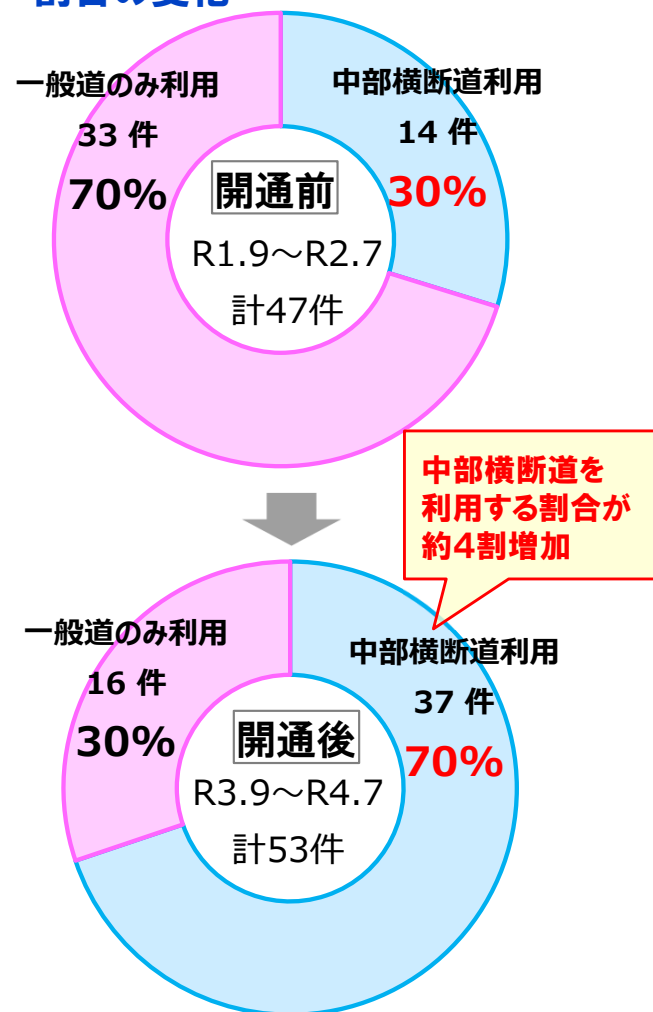 一般道のみ利用
33 件
70%
中部横断道利用
14 件
30%
開通前
R1.9～R2.7
計47件
中部横断道を
利用する割合が
約4割増加
一般道のみ利用
16 件
30%
中部横断道利用
37 件
70%
開通後
R3.9～R4.7
計53件